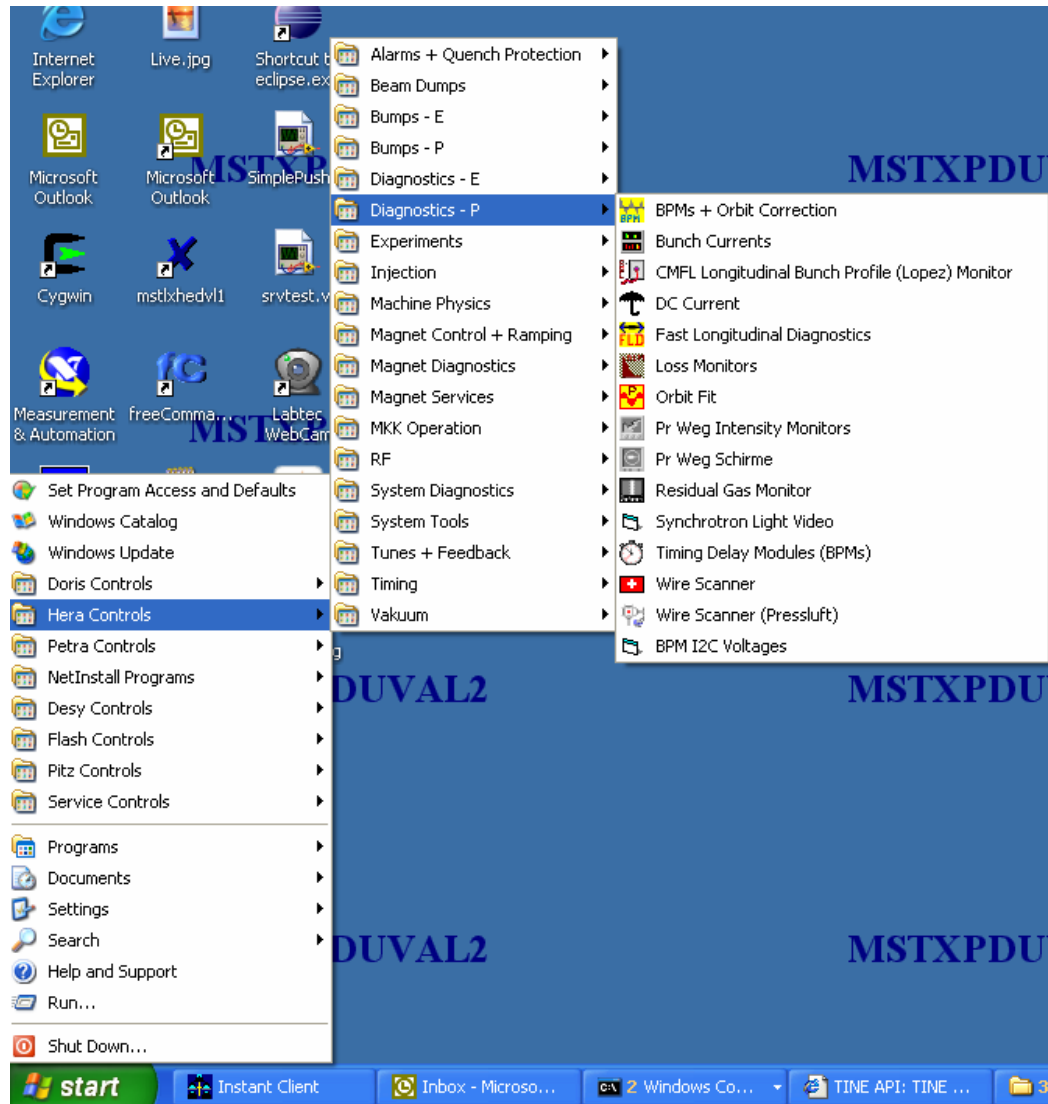 Internet
Explorer
Live.jpg
Shortcut t
eclipse.ex
Microsoft
Outlook
Microsoft
Outlook
SimplePush
MSTXP
MSTXPDU
Cygwin
mstlxhedvl1
srvtest.v
Measurement
& Automation
freeComma...
Labtec
WebCam
MSTXP
Alarms + Quench Protection
Beam Dumps
Bumps - E
Bumps - P
Diagnostics - E
Diagnostics - P
Experiments
Injection
Machine Physics
Magnet Control + Ramping
Magnet Diagnostics
Magnet Services
MKK Operation
RF
System Diagnostics
System Tools
Tunes + Feedback
Timing
Vakuum
BPMs + Orbit Correction
Bunch Currents
CMFL Longitudinal Bunch Profile (Lopez) Monitor
DC Current
Fast Longitudinal Diagnostics
Loss Monitors
Orbit Fit
Pr Weg Intensity Monitors
Pr Weg Schirme
Residual Gas Monitor
Synchrotron Light Video
Timing Delay Modules (BPMs)
Wire Scanner
Wire Scanner (Pressluft)
BPM I2C Voltages
BPM
FLD
Set Program Access and Defaults
Windows Catalog
Windows Update
Doris Controls
Hera Controls
Petra Controls
NetInstall Programs
Desy Controls
Flash Controls
Pitz Controls
Service Controls
Programs
Documents
Settings
Search
Help and Support
Run...
Shut Down...
g
DUVAL2
MSTXPDU
DUVAL2
MSTXPDU
start
Instant Client
Inbox - Microso...
2 Windows Co...
TINE API: TINE ...
3